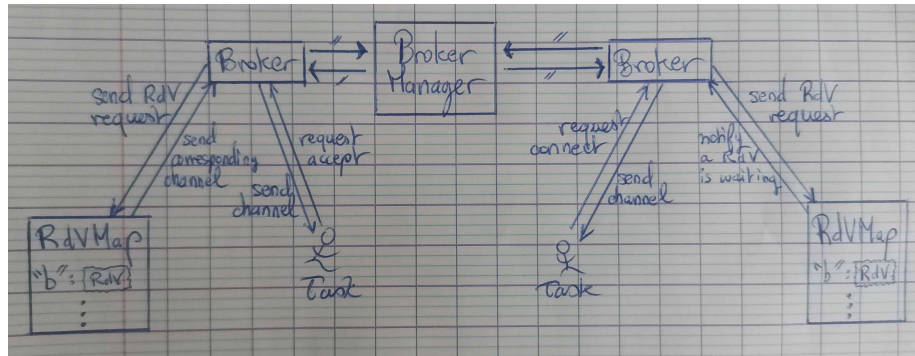 Broker
Broker
Manager
Broker
//
//
//
//
send RdV
request
send
corresponding
channel
request
accept
send
channel
request
connect
send
channel
send RdV
request
notify
a RdV
is waiting
RdVMap
"b": {RdV}
Task
Task
RdVMap
"b": {RdV}